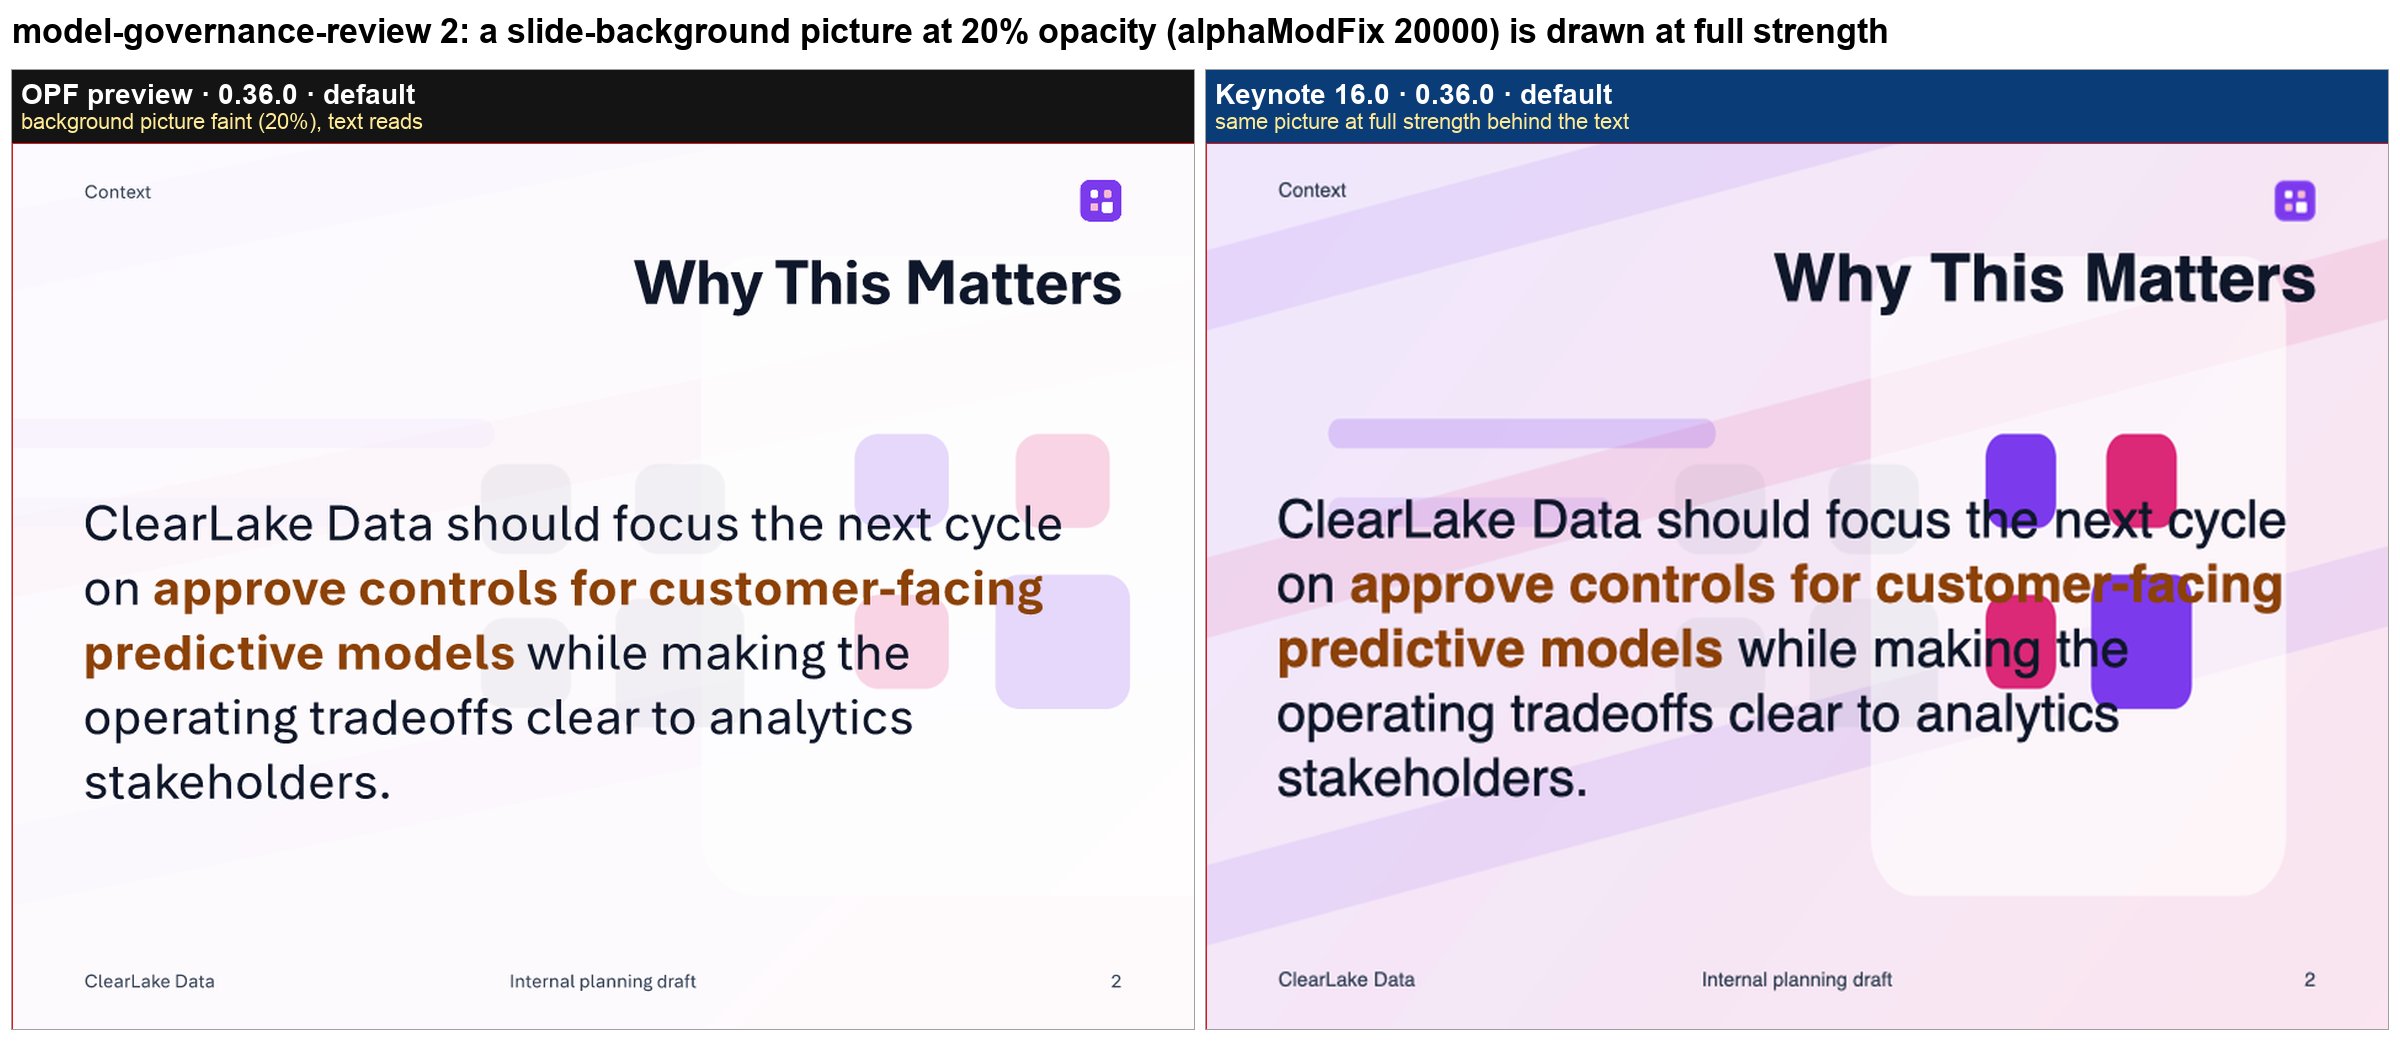 model-governance-review 2: a slide-background picture at 20% opacity (alphaModFix 20000) is drawn at full strength
OPF preview · 0.36.0 · default
background picture faint (20%), text reads
Context
Why This Matters
ClearLake Data should focus the next cycle
on approve controls for customer-facing
predictive models while making the
operating tradeoffs clear to analytics
stakeholders.
ClearLake Data
Internal planning draft
2
Keynote 16.0 · 0.36.0 · default
same picture at full strength behind the text
Context
Why This Matters
ClearLake Data should focus the next cycle
on approve controls for customer-facing
predictive models while making the
operating tradeoffs clear to analytics
stakeholders.
ClearLake Data
Internal planning draft
2